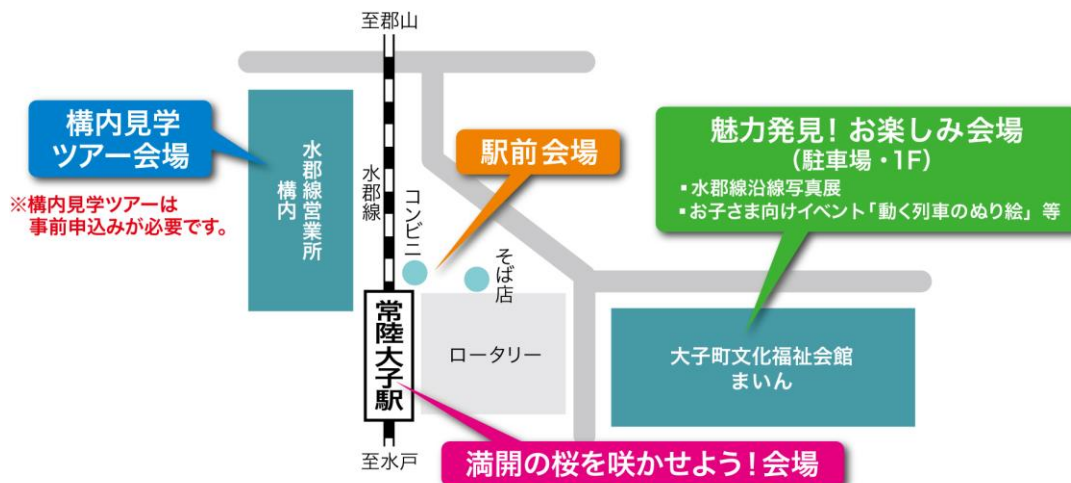 至郡山
構内見学
ツアー会場
※構内見学ツアーは
事前申込みが必要です。
水郡線営業所
構内
水郡線
コンビニ
駅前会場
そば店
魅力発見！お楽しみ会場
（駐車場・1F）
▪水郡線沿線写真展
▪お子さま向けイベント「動く列車のぬり絵」等
常陸大子駅
ロータリー
大子町文化福祉会館
まいん
至水戸
満開の桜を咲かせよう！会場